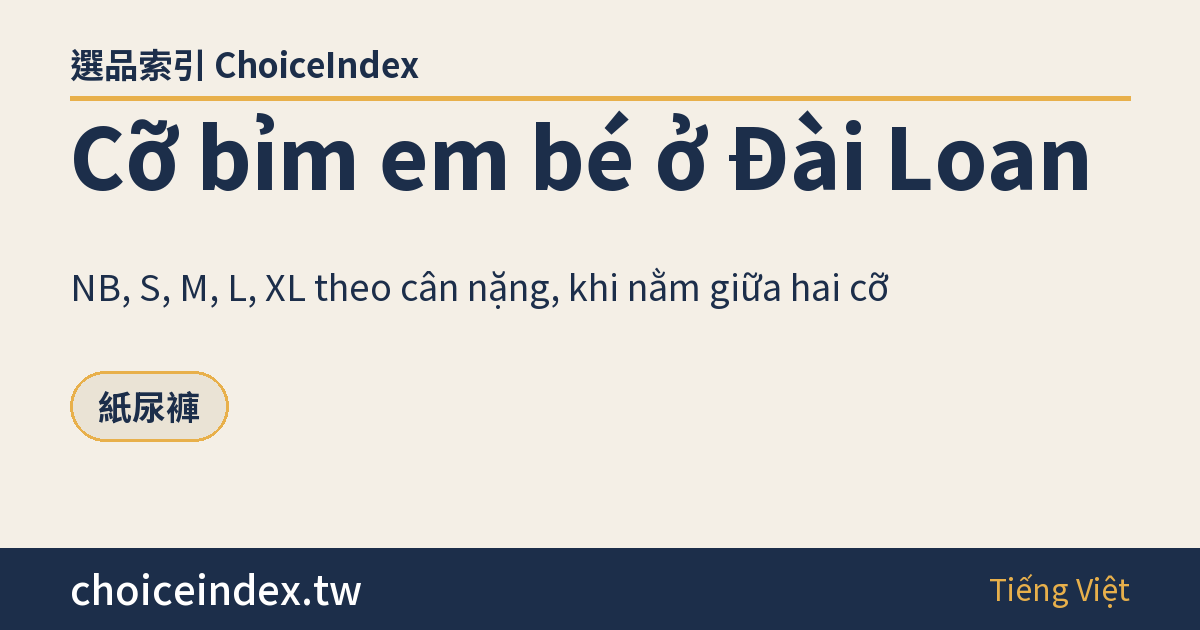 選品索引 ChoiceIndex
Cỡ bỉm em bé ở Đài Loan
NB, S, M, L, XL theo cân nặng, khi nằm giữa hai cỡ
紙尿褲
choiceindex.tw
Tiếng Việt